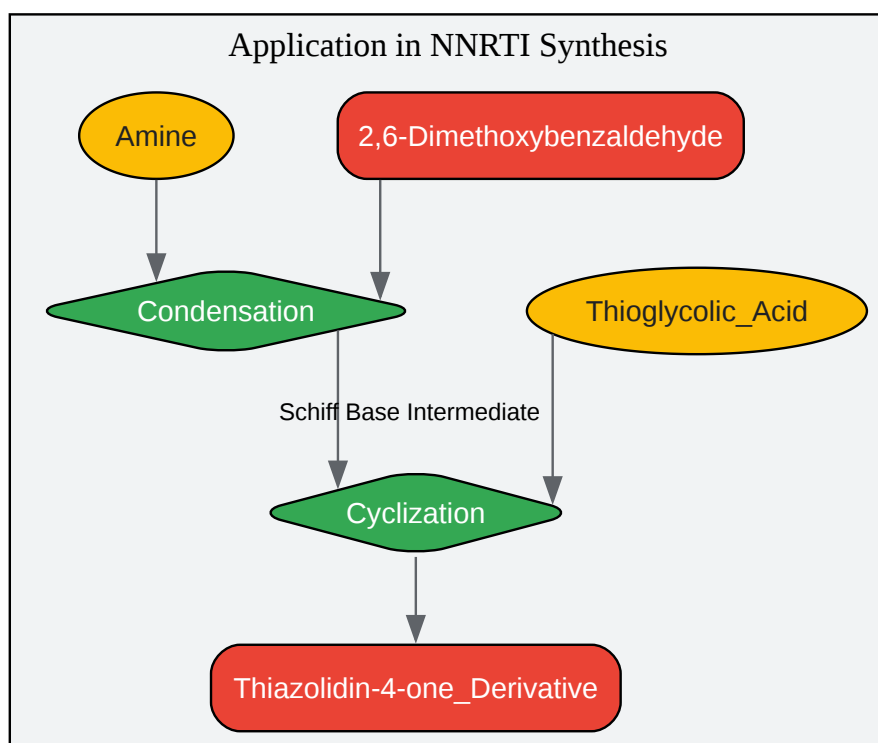 Application in NNRTI Synthesis
Amine
2,6-Dimethoxybenzaldehyde
Condensation
Thioglycolic_Acid
Schiff Base Intermediate
Cyclization
Thiazolidin-4-one_Derivative